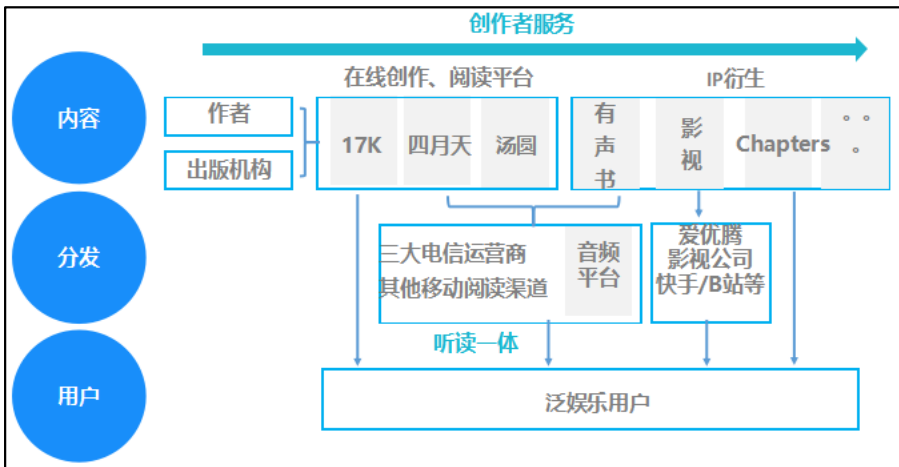 创作者服务
在线创作、阅读平台
IP衍生
内容
作者
出版机构
17K
四月天
汤圆
有
声
书
影
视
Chapters
。。
。
分发
三大电信运营商
其他移动阅读渠道
音频
平台
爱优腾
影视公司
快手/B站等
听读一体
用户
泛娱乐用户